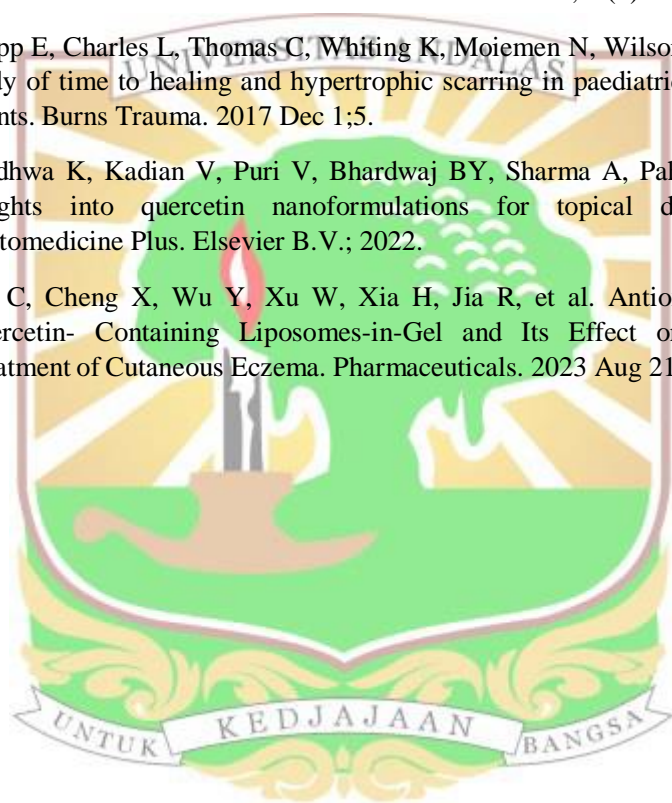 pp E, Charles L, Thomas C, Whiting K, Moiemen N, Wilso
UNIVERSITAS ANDALAS
dy of time to healing and hypertrophic scarring in paediatri
nts. Burns Trauma. 2017 Dec 1;5.
dhwa K, Kadian V, Puri V, Bhardwaj BY, Sharma A, Pal
ghts into quercetin nanoformulations for topical d
tomedicine Plus. Elsevier B.V.; 2022.
C, Cheng X, Wu Y, Xu W, Xia H, Jia R, et al. Antio
ercetin- Containing Liposomes-in-Gel and Its Effect o
atment of Cutaneous Eczema. Pharmaceuticals. 2023 Aug 21
UNTUK KEDJAJAAN BANGSA